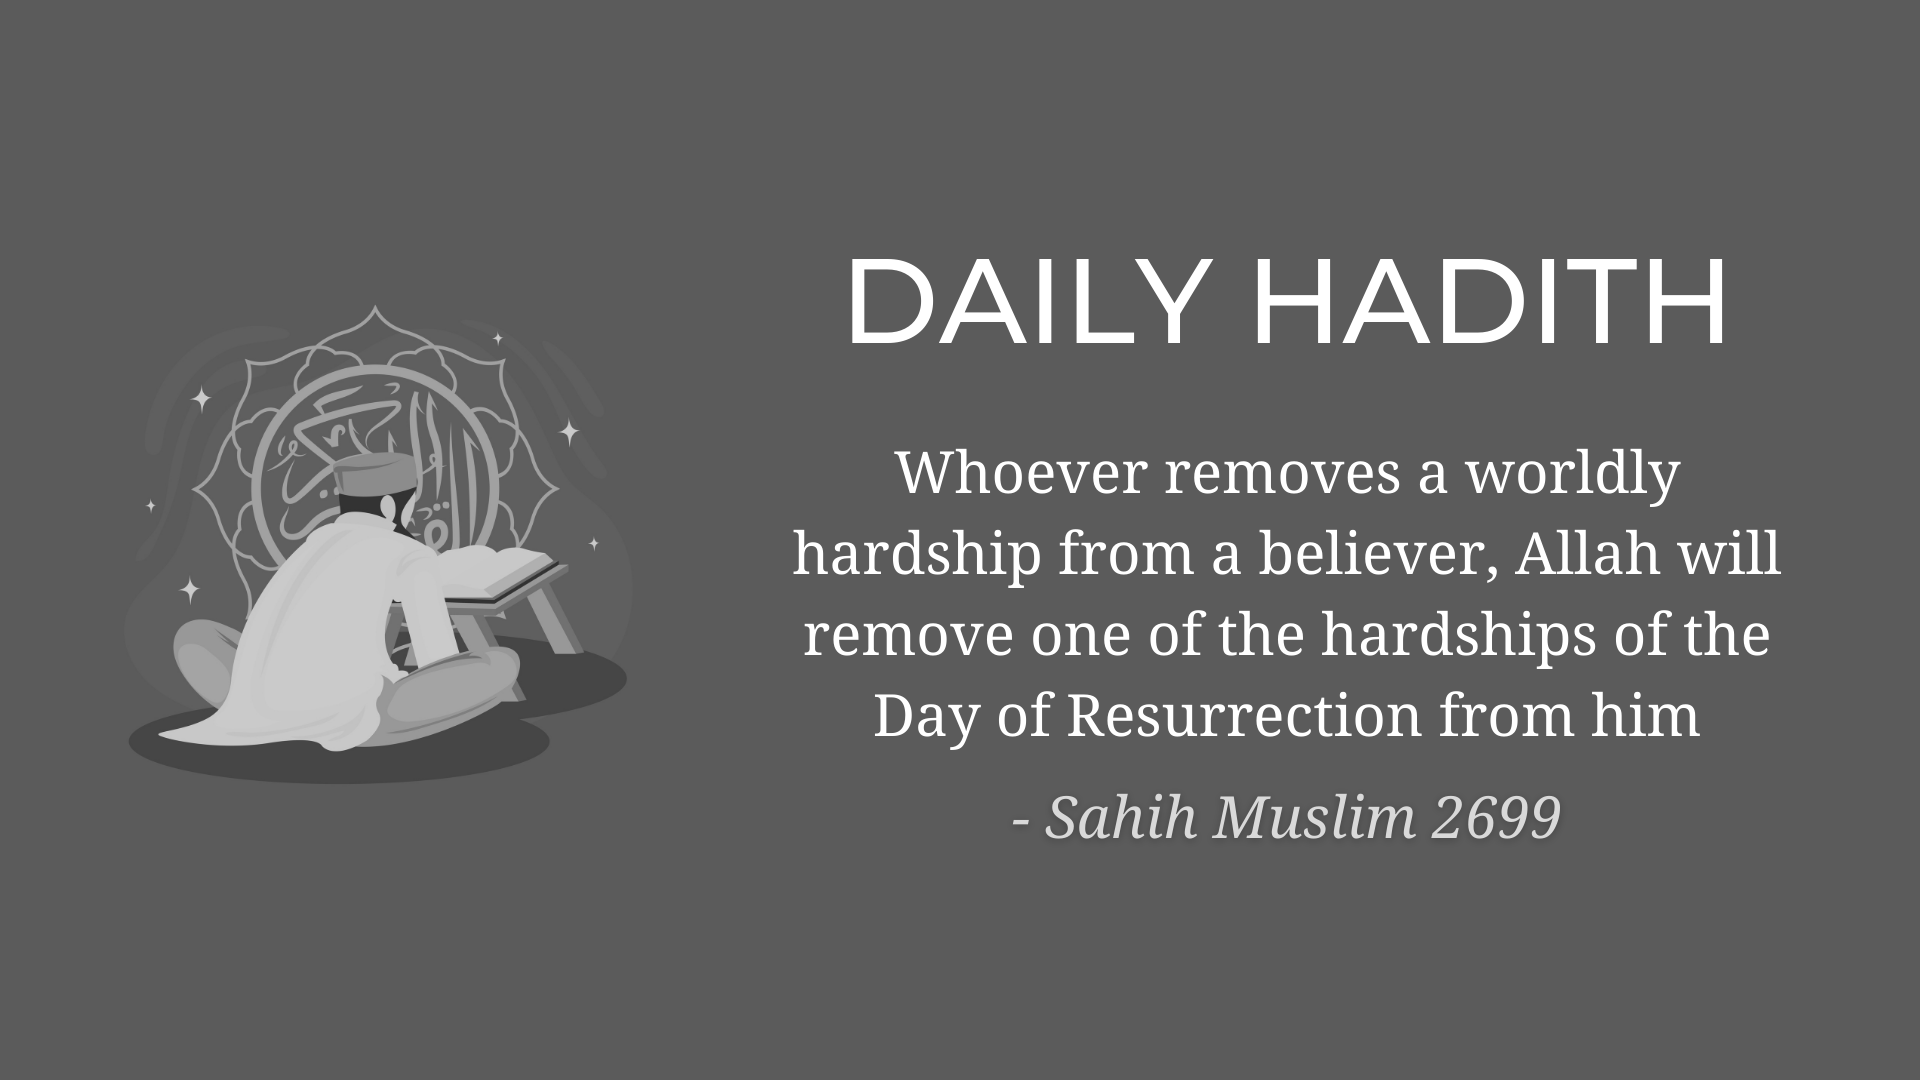 DAILY HADITH
Whoever removes a worldly
hardship from a believer, Allah will
remove one of the hardships of the
Day of Resurrection from him
- Sahih Muslim 2699